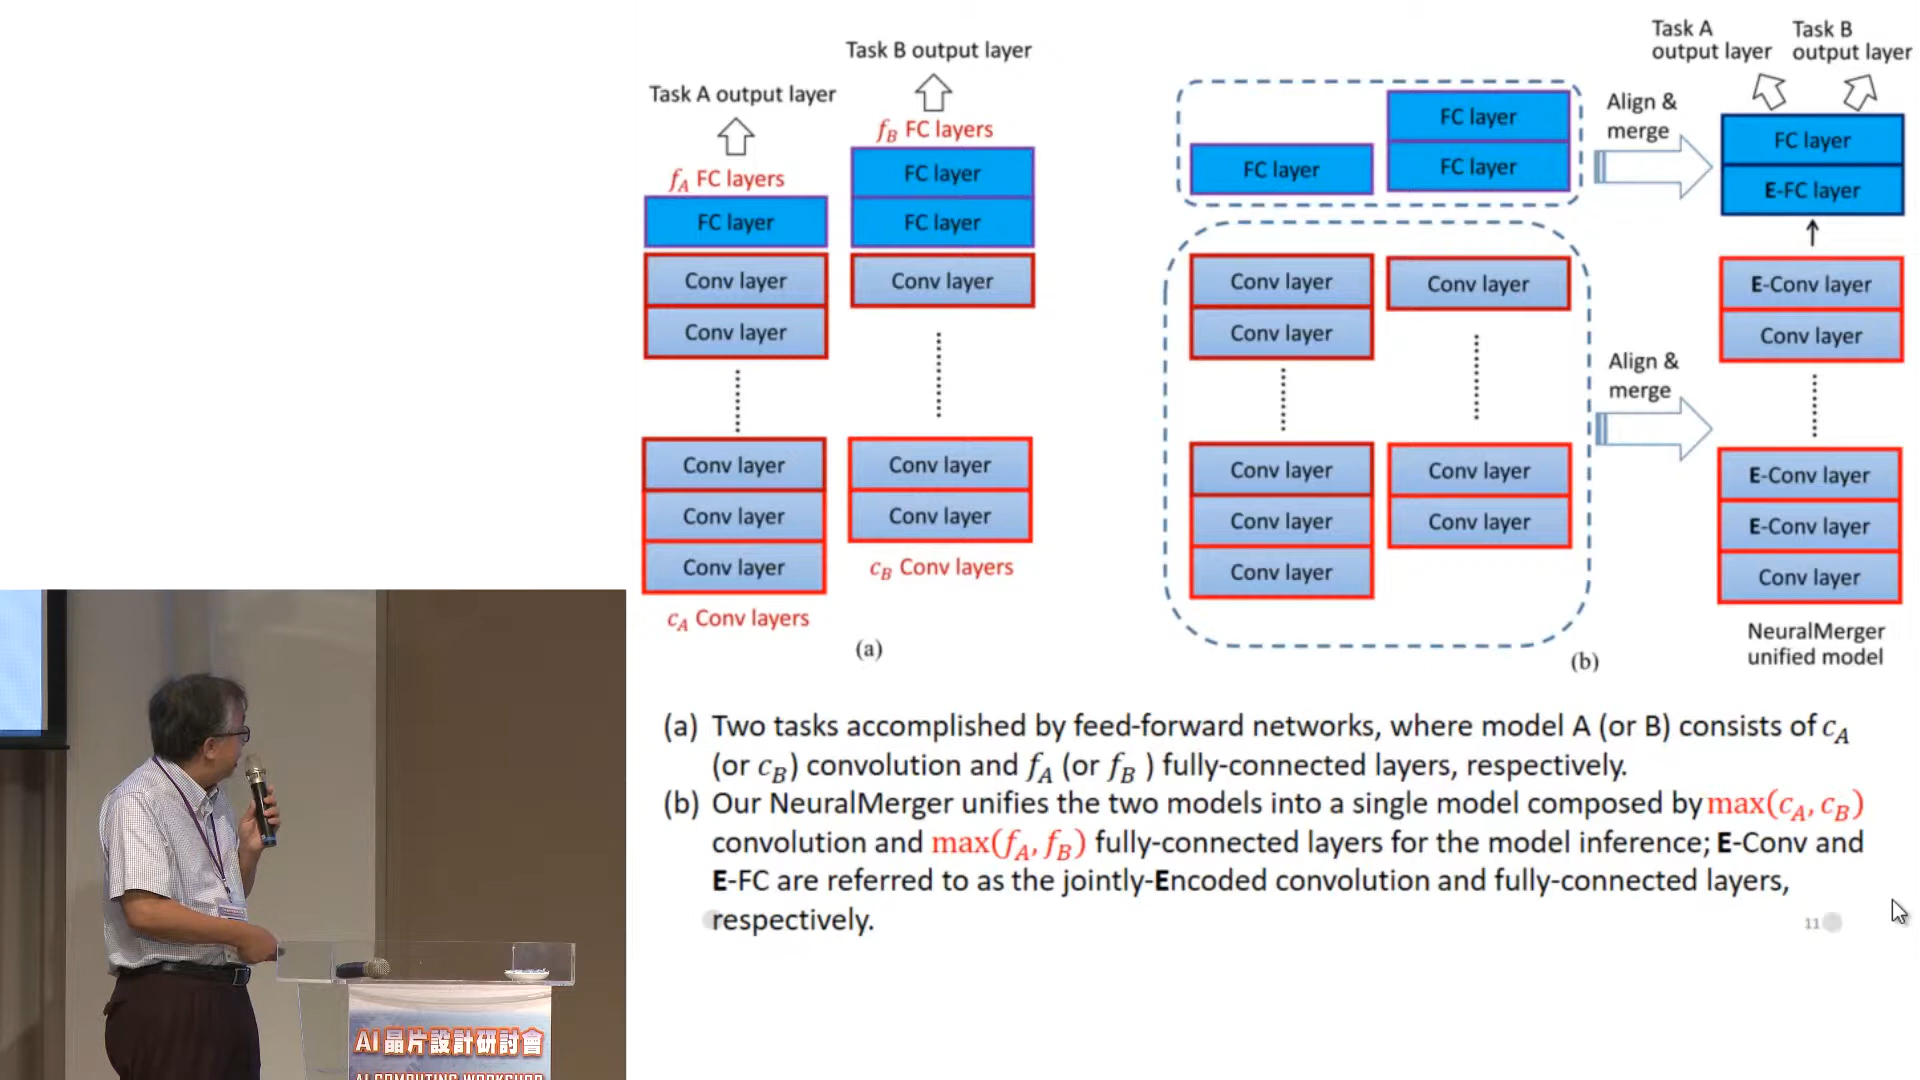 Task A output layer
Task B output layer
f_A FC layers
f_B FC layers
FC layer
Conv layer
Conv layer
Conv layer
Conv layer
Conv layer
c_A Conv layers
FC layer
FC layer
Conv layer
Conv layer
Conv layer
c_B Conv layers
(a)
FC layer
FC layer
FC layer
Conv layer
Conv layer
Conv layer
Conv layer
Conv layer
Conv layer
Conv layer
Conv layer
Align &
merge
Align &
merge
Task A
output layer
Task B
output layer
FC layer
E-FC layer
E-Conv layer
Conv layer
E-Conv layer
E-Conv layer
Conv layer
NeuralMerger
unified model
(b)
(a) Two tasks accomplished by feed-forward networks, where model A (or B) consists of c_A
(or c_B) convolution and f_A (or f_B ) fully-connected layers, respectively.
(b) Our NeuralMerger unifies the two models into a single model composed by max(c_A, c_B)
convolution and max(f_A, f_B) fully-connected layers for the model inference; E-Conv and
E-FC are referred to as the jointly-Encoded convolution and fully-connected layers,
respectively.
11
AI晶片設計研討會
AI COMPUTING WORKSHOP